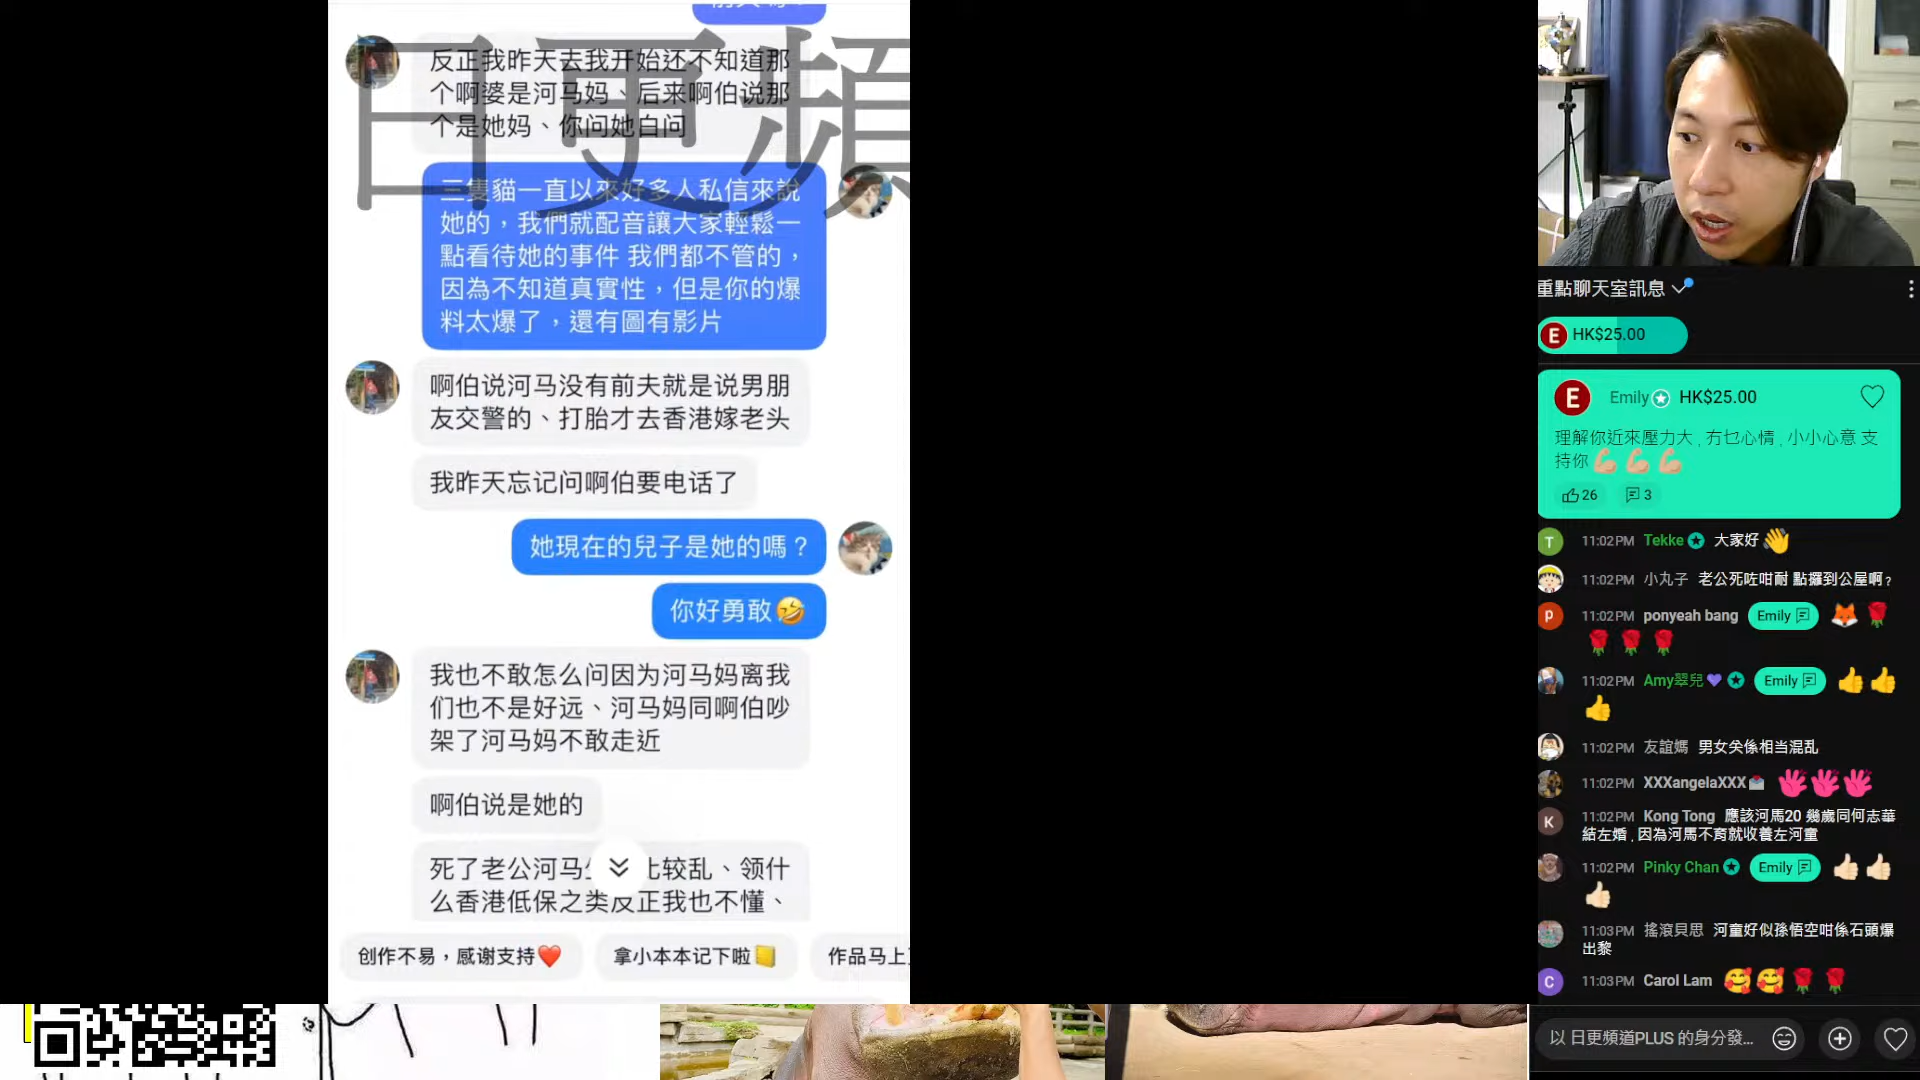 反正我昨天去我开始还不知道那
个啊婆是河马妈、后来啊伯说那
个是她妈、你问她白问
日更頻
三隻貓一直以來好多人私信來說
她的，我們就配音讓大家輕鬆一
點看待她的事件 我們都不管的，
因為不知道真實性，但是你的爆
料太爆了，還有圖有影片
啊伯说河马没有前夫就是说男朋
友交警的、打胎才去香港嫁老头
我昨天忘记问啊伯要电话了
她現在的兒子是她的嗎？
你好勇敢🤣
我也不敢怎么问因为河马妈离我
们也不是好远、河马妈同啊伯吵
架了河马妈不敢走近
啊伯说是她的
死了老公河马 比较乱、领什
么香港低保之类反正我也不懂、
创作不易，感谢支持❤️
拿小本本记下啦📒
作品马上
重點聊天室訊息
E HK$25.00
E Emily HK$25.00
理解你近來壓力大 , 冇乜心情 , 小小心意 支
持你💪🏼💪🏼💪🏼
26 3
T 11:02PM Tekke 大家好👋
11:02PM 小丸子 老公死咗咁耐 點攞到公屋啊﹖
P 11:02PM ponyeah bang Emily 🦊🌹
🌹🌹🌹
11:02PM Amy翠兒💜 Emily 👍👍
👍
11:02PM 友誼媽 男女关係相当混乱
11:02PM XXXangelaXXX
K 11:02PM Kong Tong 應該河馬20 幾歲同何志華
結左婚 , 因為河馬不育就收養左河童
11:02PM Pinky Chan Emily 👍🏻👍🏻
👍🏻
11:03PM 搖滾貝思 河童好似孫悟空咁係石頭爆
出黎
C 11:03PM Carol Lam 🥰🥰🌹🌹
以 日更頻道PLUS 的身分發...